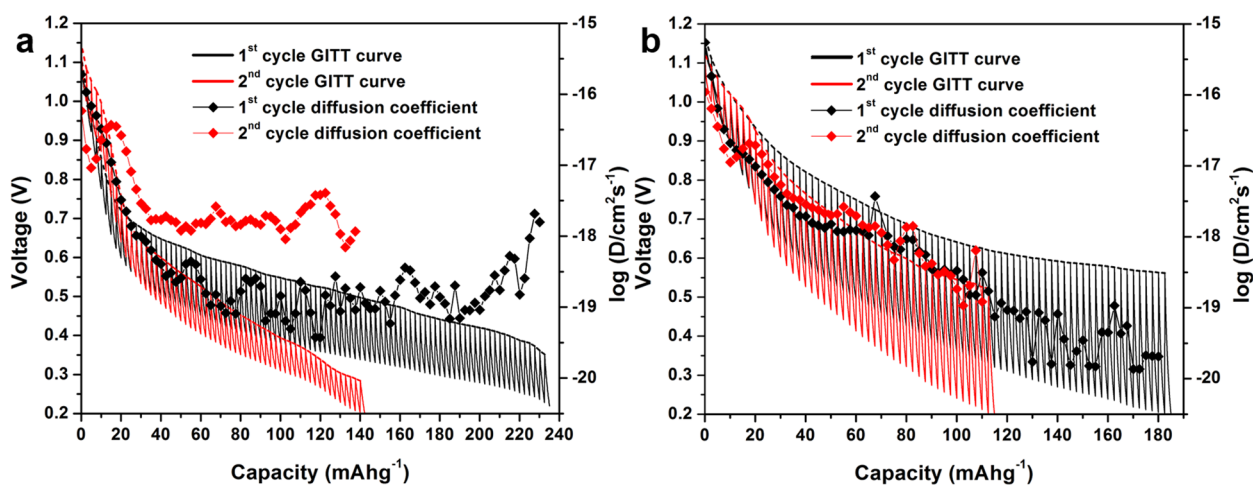 a
1st cycle GITT curve
2nd cycle GITT curve
1st cycle diffusion coefficient
2nd cycle diffusion coefficient
Voltage (V)
1.2
1.1
1.0
0.9
0.8
0.7
0.6
0.5
0.4
0.3
0.2
0 20 40 60 80 100 120 140 160 180 200 220 240
Capacity (mAhg-1)
-15
-16
-17
-18
-19
-20
log (D/cm2s-1)
b
1st cycle GITT curve
2nd cycle GITT curve
1st cycle diffusion coefficient
2nd cycle diffusion coefficient
Voltage (V)
1.2
1.1
1.0
0.9
0.8
0.7
0.6
0.5
0.4
0.3
0.2
0 20 40 60 80 100 120 140 160 180
Capacity (mAhg-1)
-15
-16
-17
-18
-19
-20
log (D/cm2s-1)